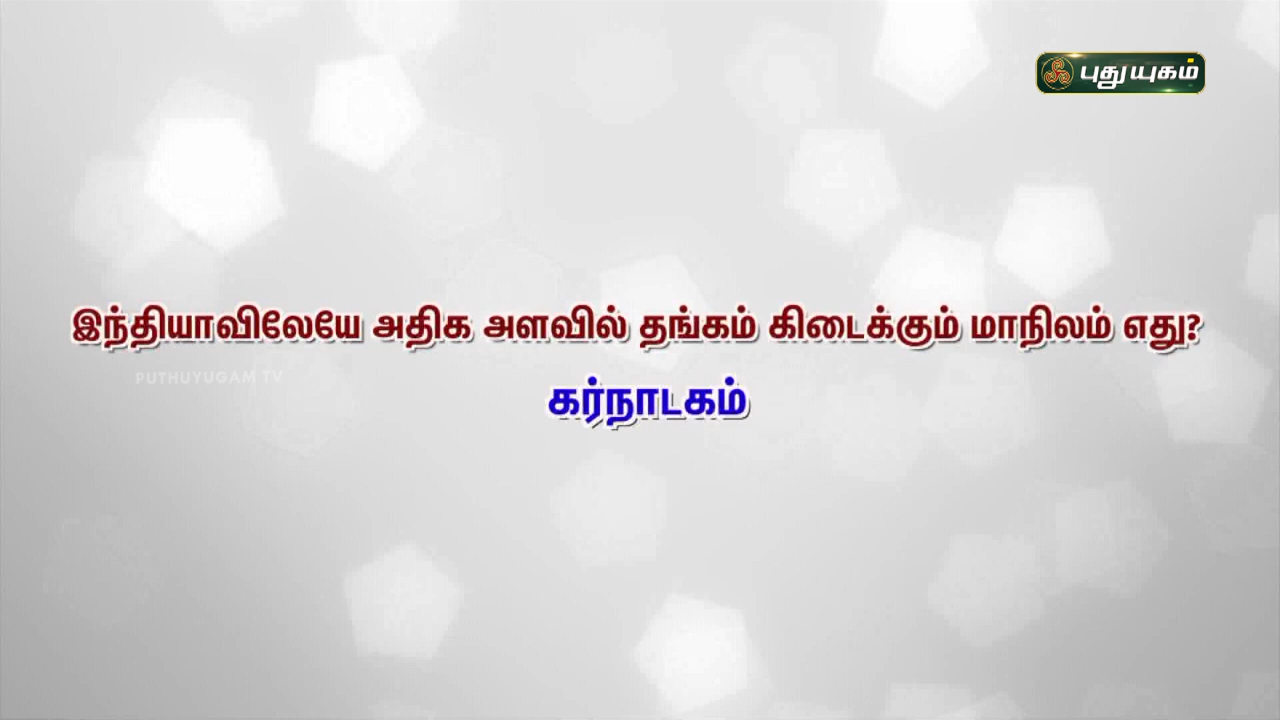 புதுயுகம்
இந்தியாவிலேயே அதிக அளவில் தங்கம் கிடைக்கும் மாநிலம் எது?
PUTHUYUGAM TV
கர்நாடகம்